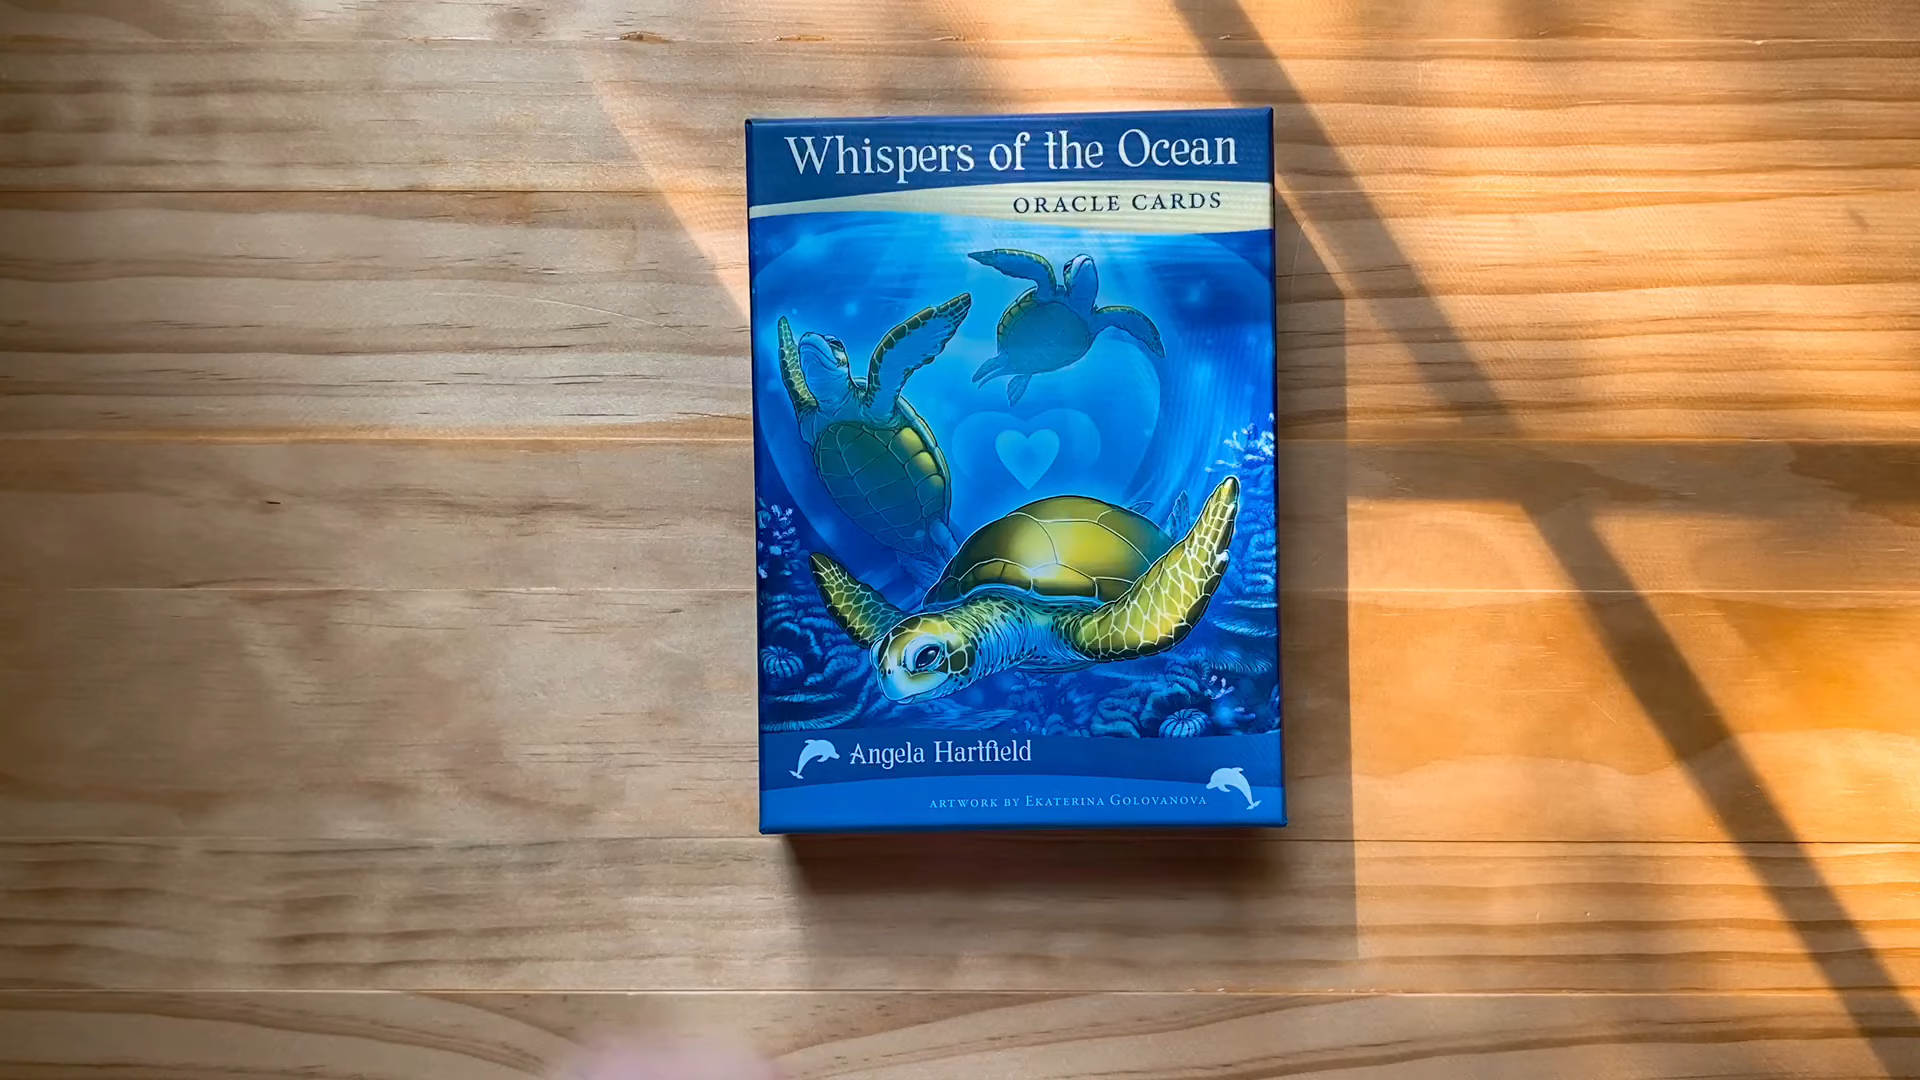 Whispers of the Ocean
ORACLE CARDS
Angela Hartfield
ARTWORK BY EKATERINA GOLOVANOVA